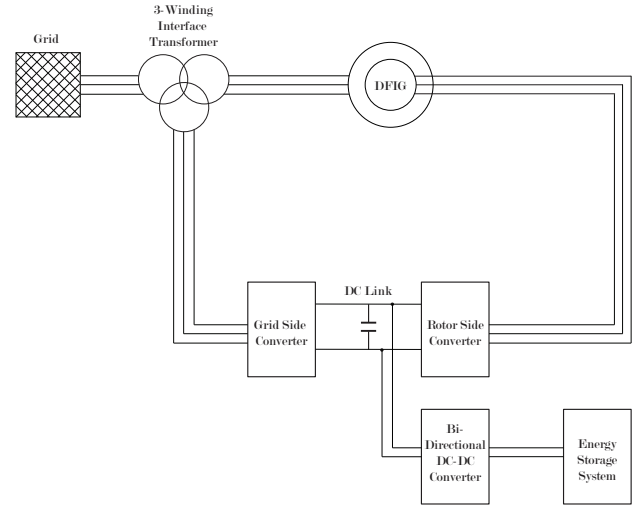 3-Winding
Interface
Transformer
Grid
DFIG
DC Link
Grid Side
Converter
Rotor Side
Converter
Bi-
Directional
DC-DC
Converter
Energy
Storage
System